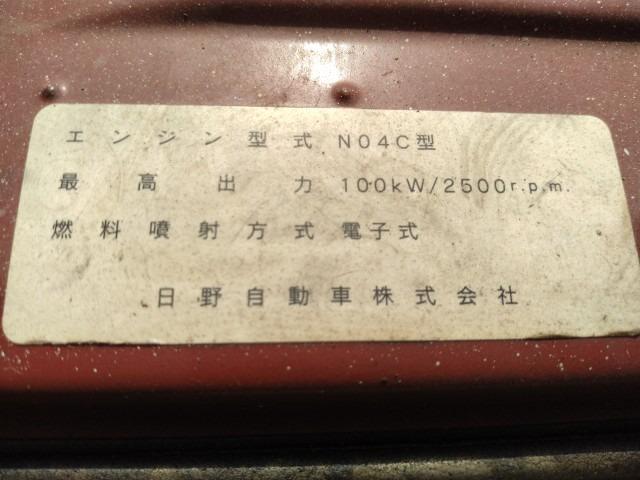 エンジン型式 N04C型
最高出力 100kW/2500r.p.m.
燃料噴射方式 電子式
日野自動車株式会社